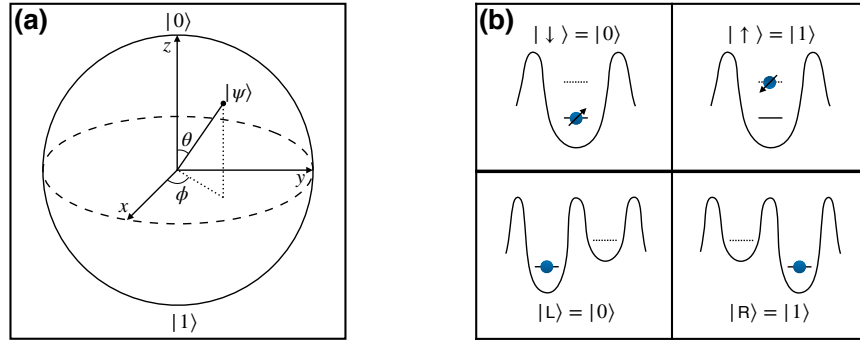 (a)
|0⟩
z
|ψ⟩
θ
y
x
ϕ
|1⟩
(b)
|↓⟩ = |0⟩
|↑⟩ = |1⟩
|L⟩ = |0⟩
|R⟩ = |1⟩